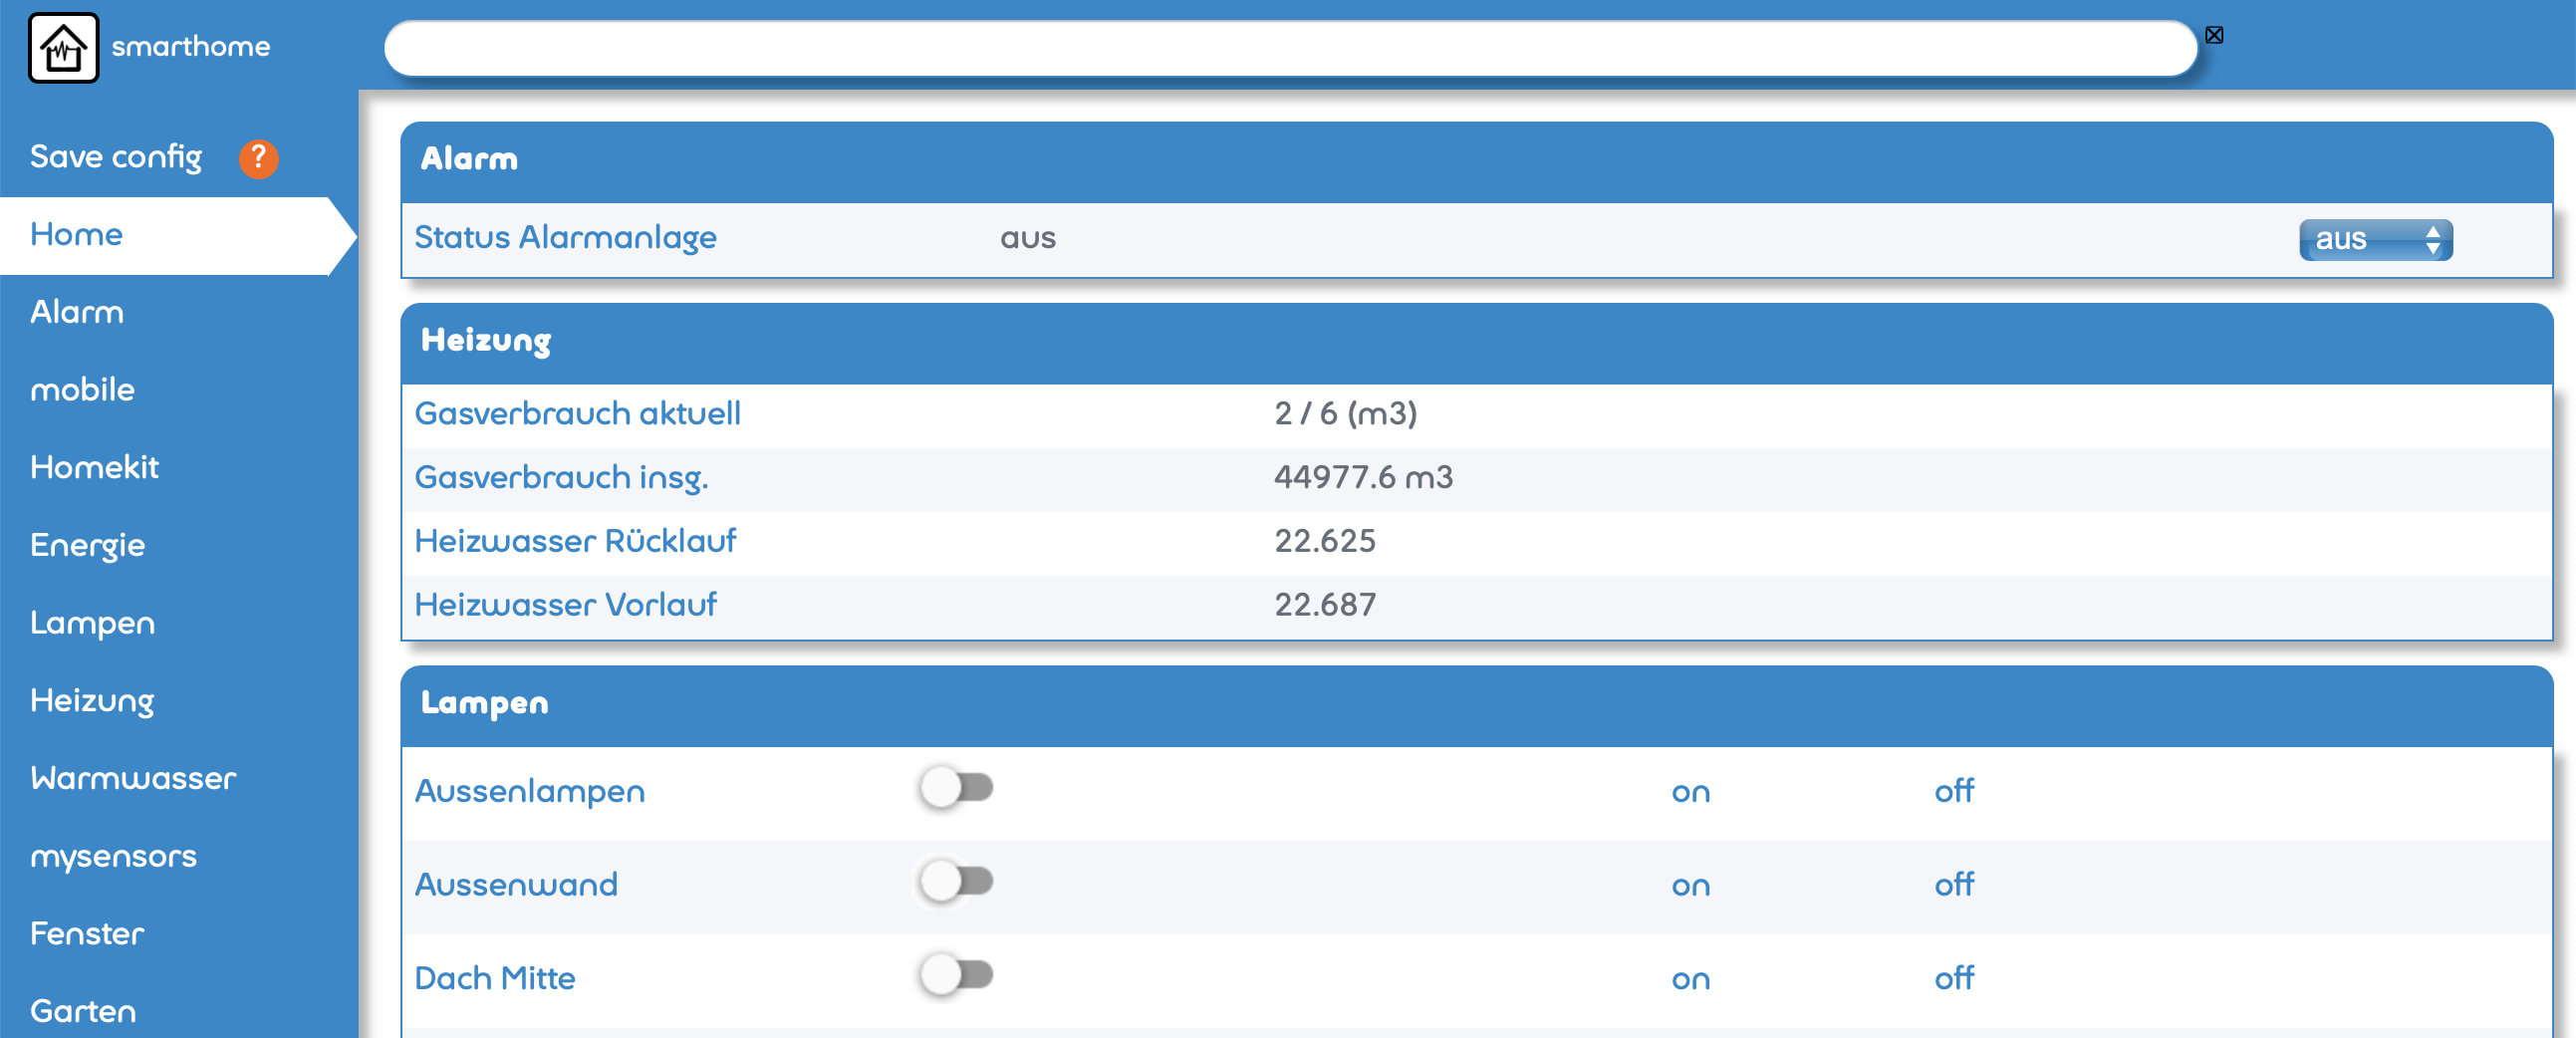 smarthome
Save config ?
Home
Alarm
mobile
Homekit
Energie
Lampen
Heizung
Warmwasser
mysensors
Fenster
Garten
Alarm
Status Alarmanlage aus aus
Heizung
Gasverbrauch aktuell 2 / 6 (m3)
Gasverbrauch insg. 44977.6 m3
Heizwasser Rücklauf 22.625
Heizwasser Vorlauf 22.687
Lampen
Aussenlampen on off
Aussenwand on off
Dach Mitte on off